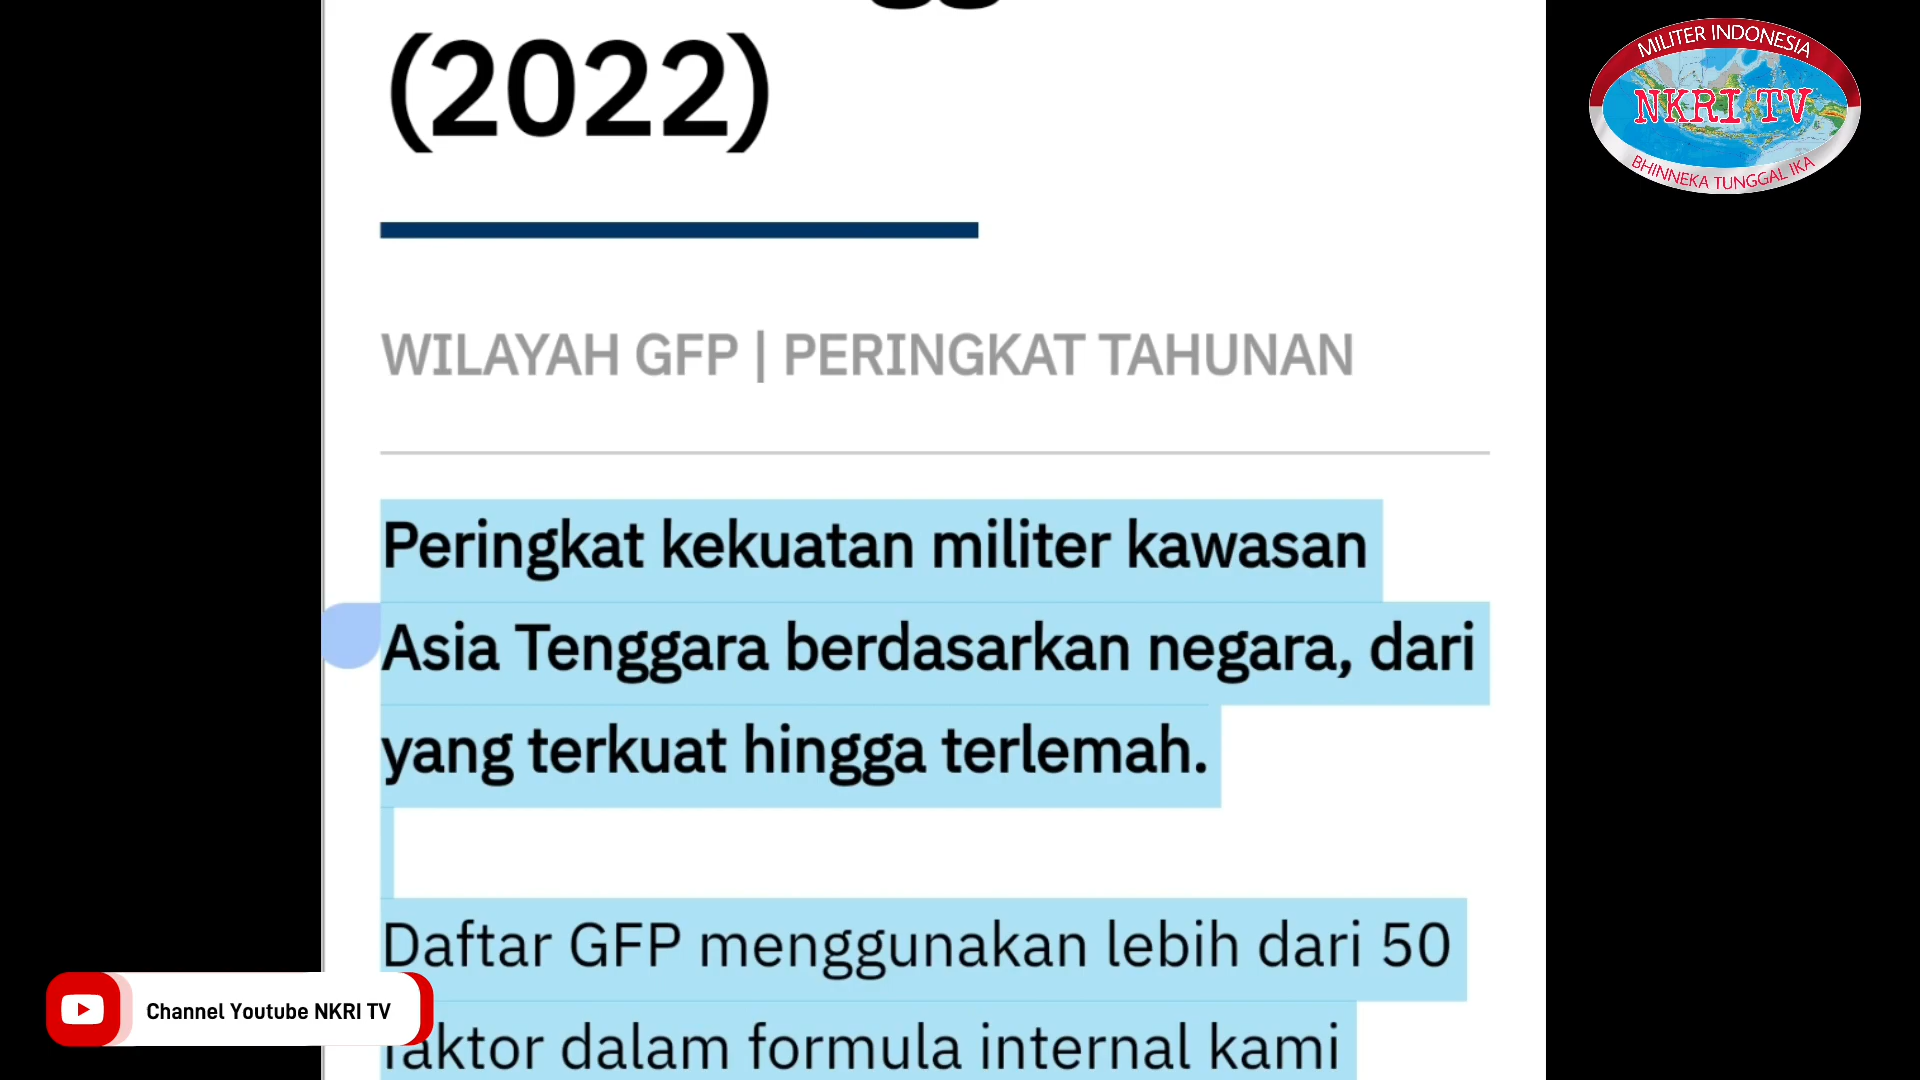 (2022)
MILITER INDONESIA
NKRI TV
BHINNEKA TUNGGAL IKA
WILAYAH GFP | PERINGKAT TAHUNAN
Peringkat kekuatan militer kawasan
Asia Tenggara berdasarkan negara, dari
yang terkuat hingga terlemah.
Daftar GFP menggunakan lebih dari 50
faktor dalam formula internal kami
Channel Youtube NKRI TV